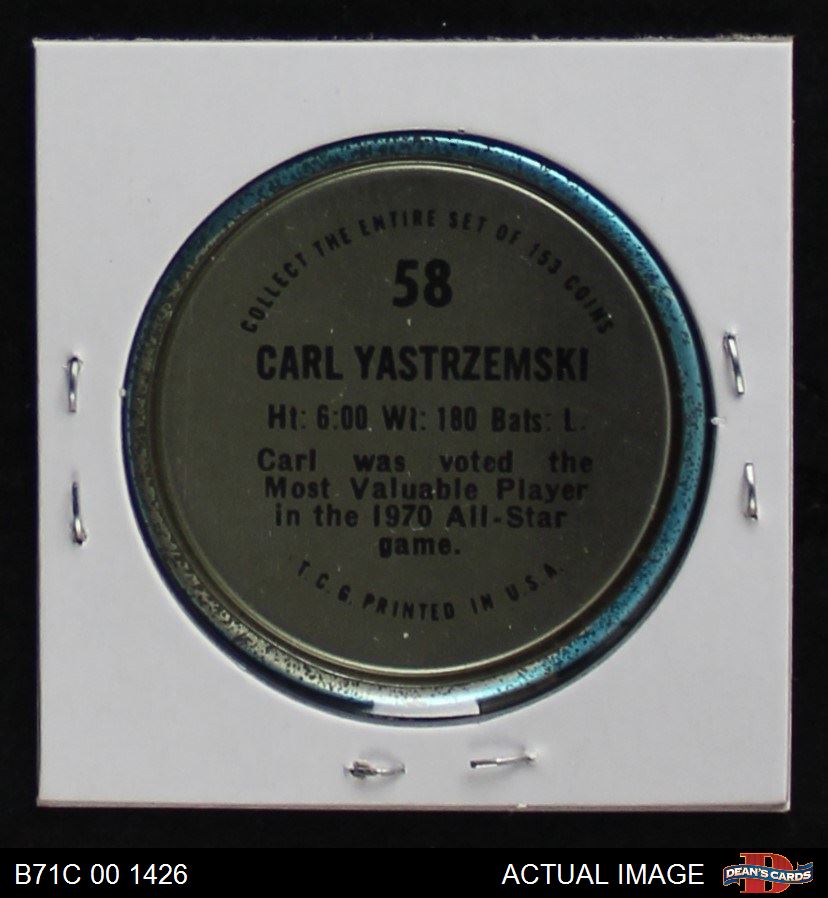 COLLECT THE ENTIRE SET OF 153 COINS
58
CARL YASTRZEMSKI
Ht: 6:00 Wt: 180 Bats: L.
Carl was voted the
Most Valuable Player
in the 1970 All-Star
game.
T.C.G. PRINTED IN U.S.A.
B71C 00 1426
ACTUAL IMAGE
D
DEAN'S CARDS